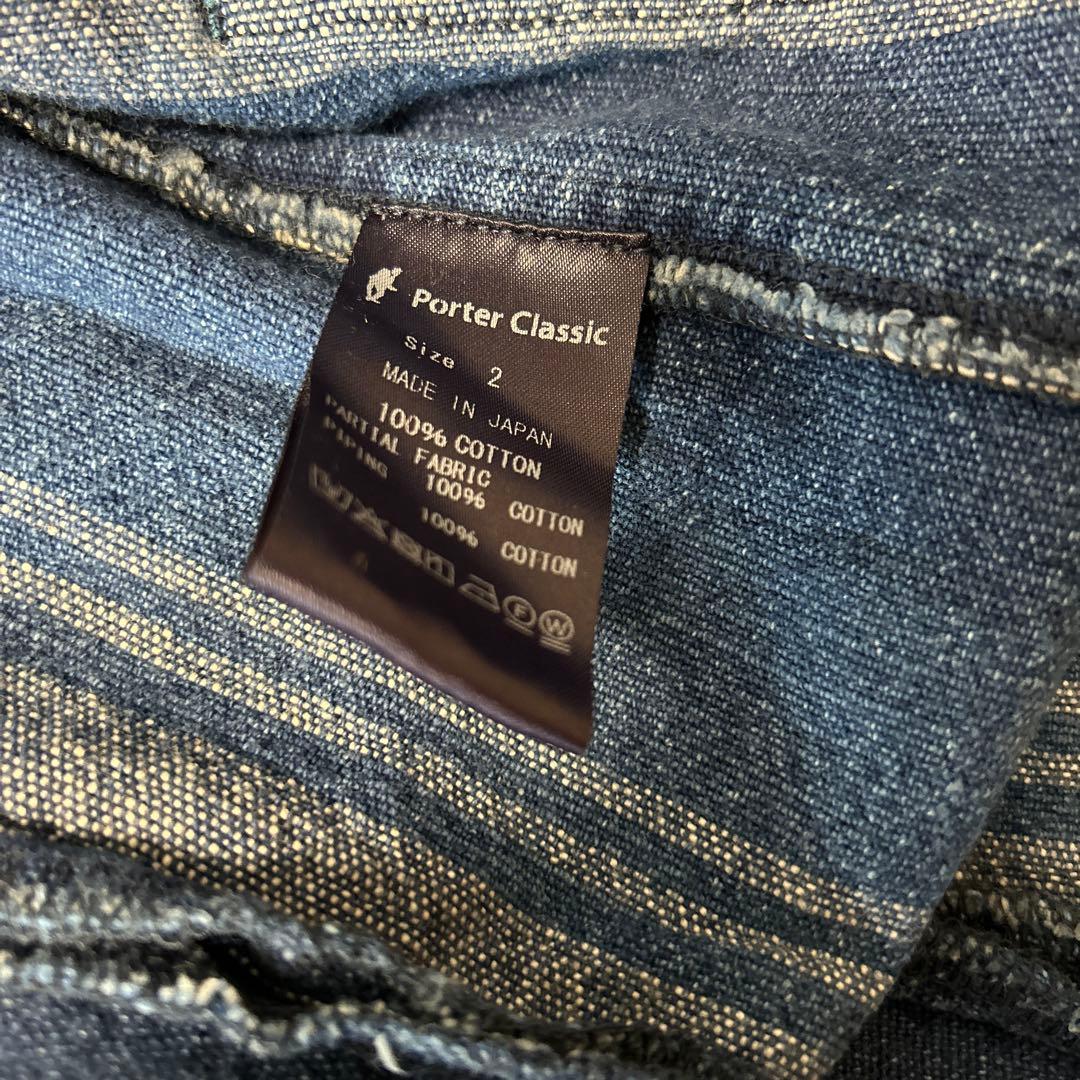 Porter Classic
Size 2
MADE IN JAPAN
100% COTTON
PARTIAL FABRIC
100% COTTON
PIPING
100% COTTON
F W